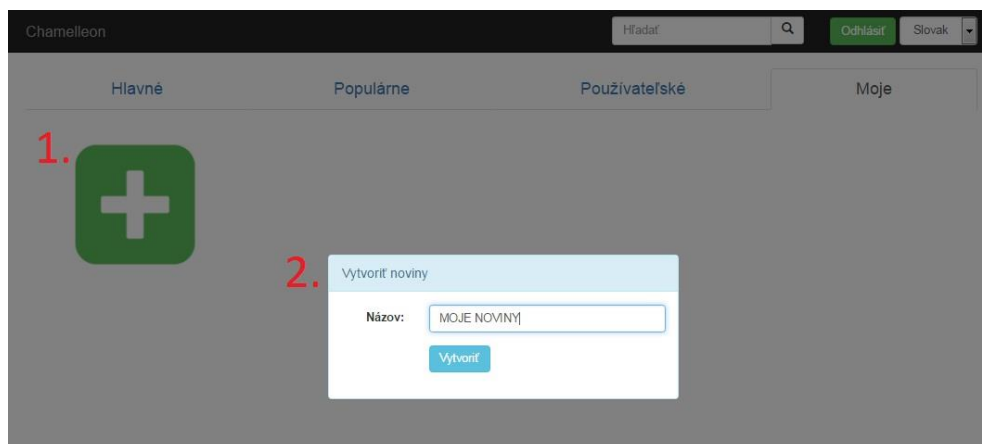 Chamelleon
Hľadať
Odhlásiť
Slovak
Hlavné
Populárne
Používateľské
Moje
1.
2.
Vytvoriť noviny
Názov:
MOJE NOVINY
Vytvoriť